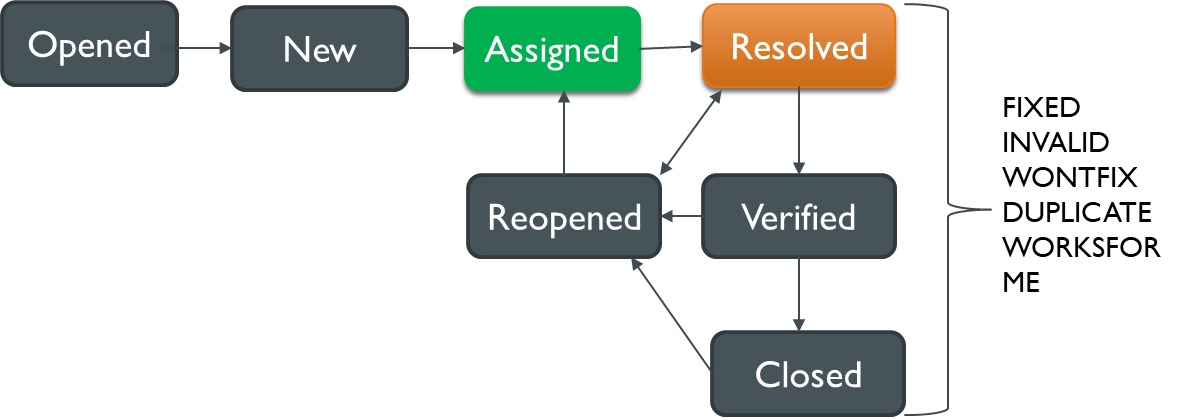 Opened
New
Assigned
Resolved
FIXED
INVALID
WONTFIX
DUPLICATE
WORKSFOR
ME
Reopened
Verified
Closed